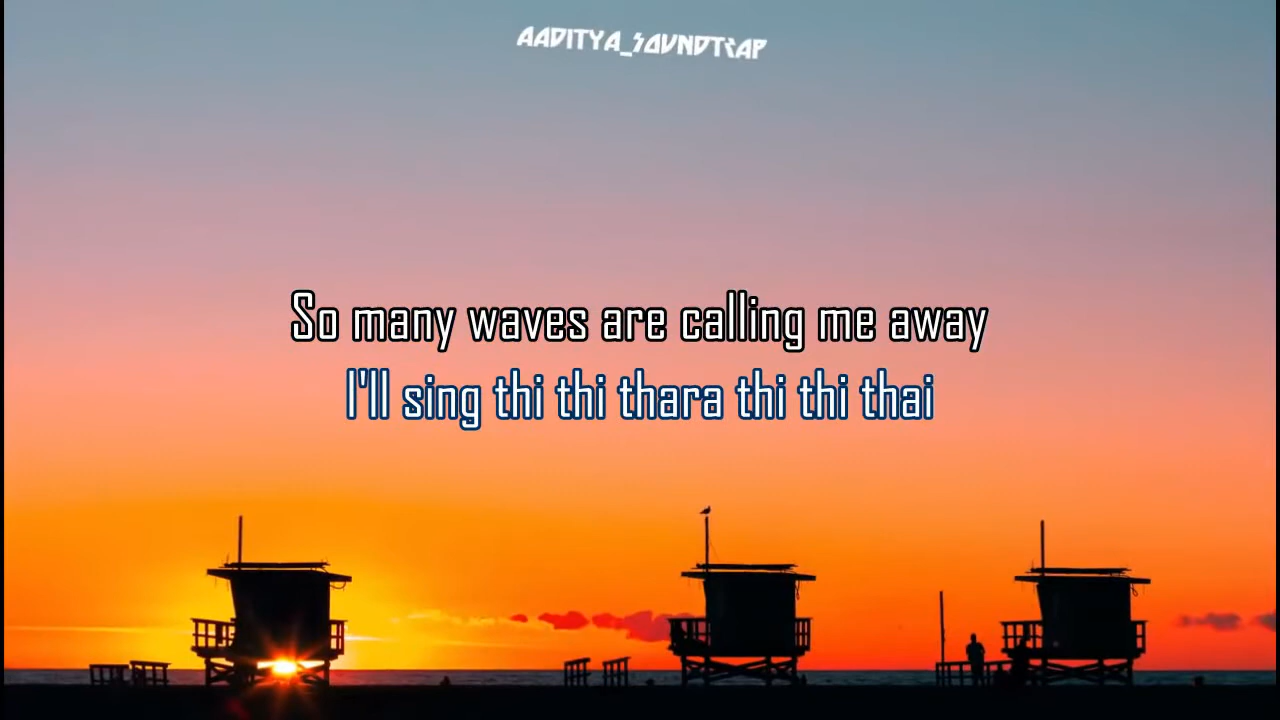 AADITYA_SOUNDTRAP
So many waves are calling me away
I'll sing thi thi thara thi thi thai